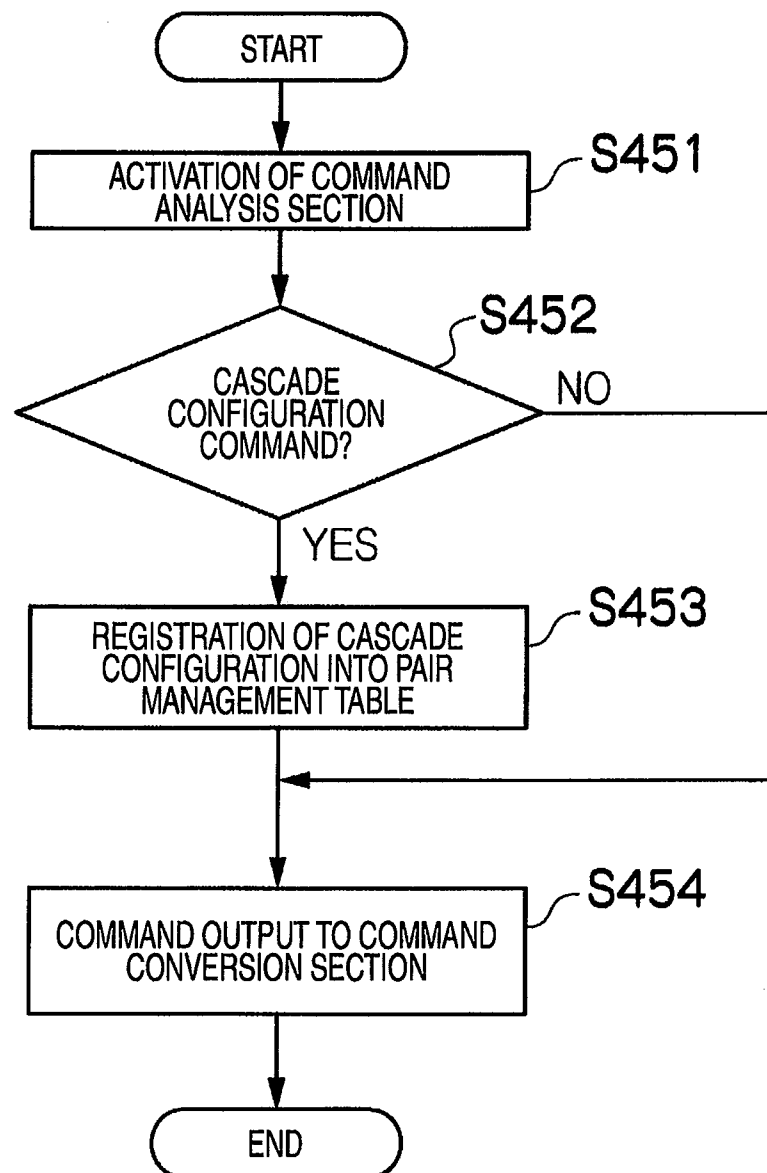 START
ACTIVATION OF COMMAND
ANALYSIS SECTION
S451
CASCADE
CONFIGURATION
COMMAND?
S452
NO
YES
REGISTRATION OF CASCADE
CONFIGURATION INTO PAIR
MANAGEMENT TABLE
S453
COMMAND OUTPUT TO COMMAND
CONVERSION SECTION
S454
END